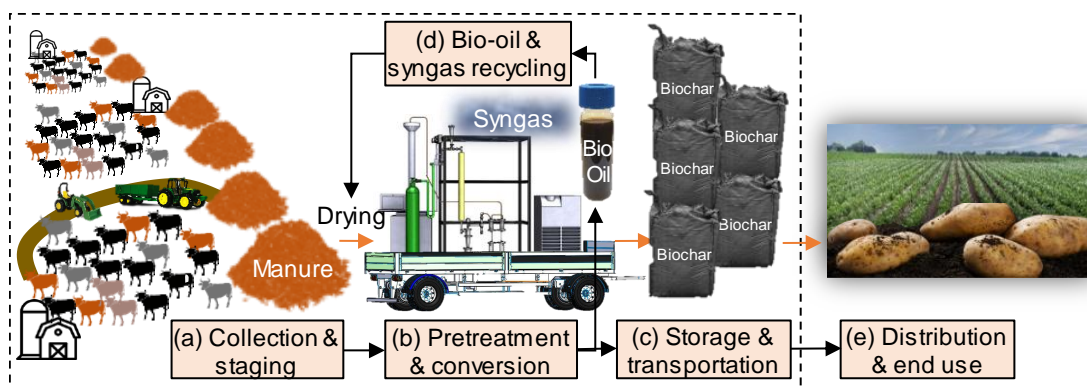 (d) Bio-oil &
syngas recycling
Syngas
Bio
Oil
Biochar
Biochar
Biochar
Biochar
Biochar
Drying
Manure
(a) Collection &
staging
(b) Pretreatment
& conversion
(c) Storage &
transportation
(e) Distribution
& end use